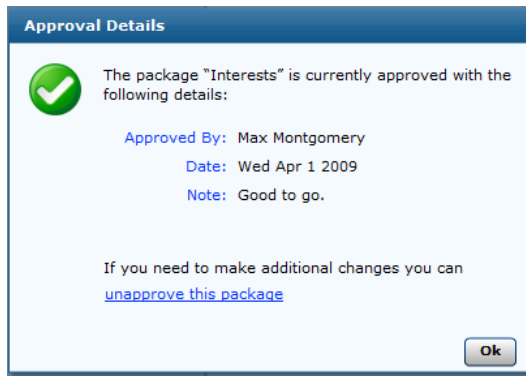 Approval Details
The package “Interests” is currently approved with the
following details:
Approved By: Max Montgomery
Date: Wed Apr 1 2009
Note: Good to go.
If you need to make additional changes you can
unapprove this package
Ok